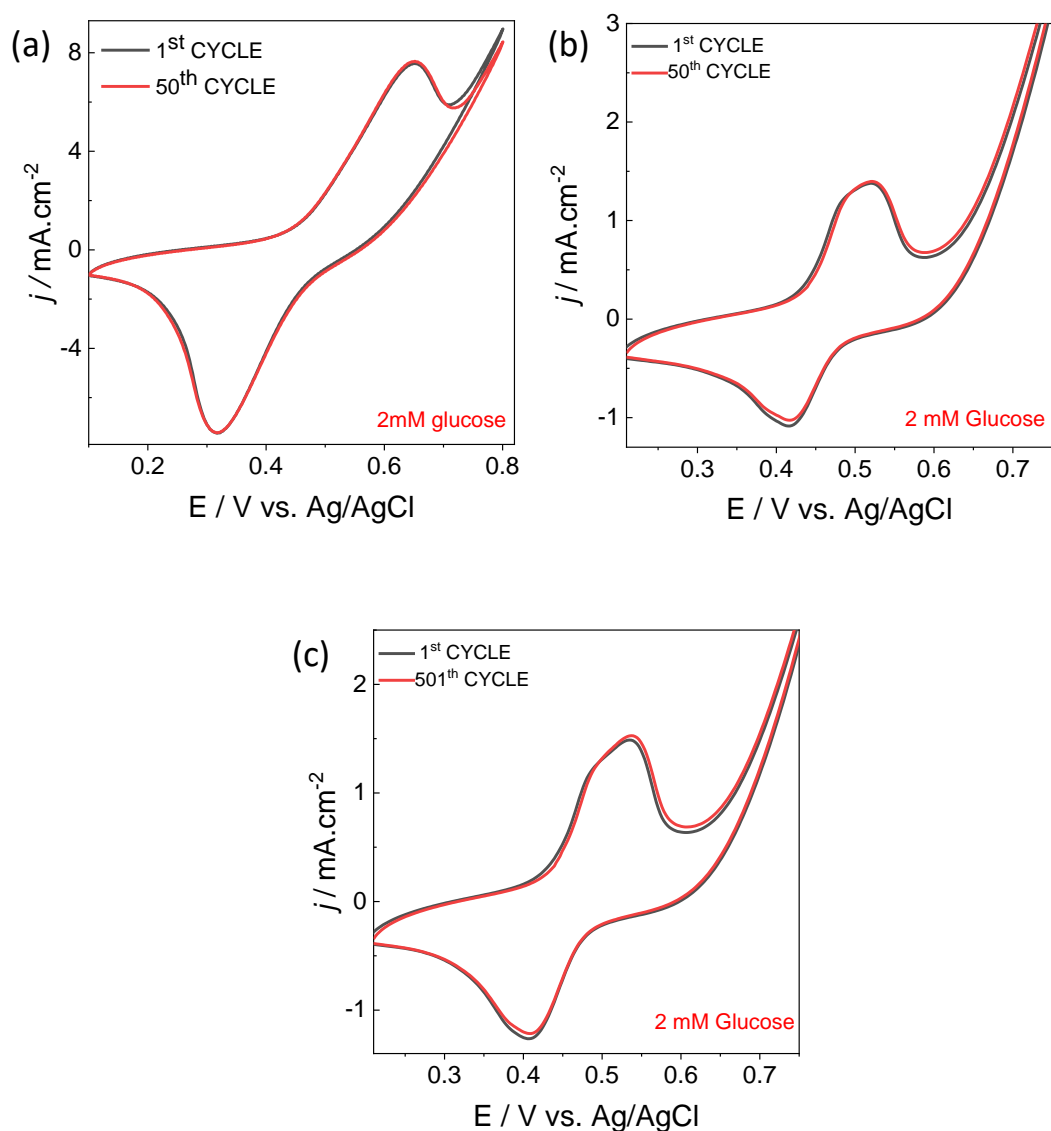 (a)
1st CYCLE
50th CYCLE
8
4
0
-4
j / mA.cm-2
2mM glucose
0.2 0.4 0.6 0.8
E / V vs. Ag/AgCl
(b)
1st CYCLE
50th CYCLE
3
2
1
0
-1
j / mA.cm-2
2 mM Glucose
0.3 0.4 0.5 0.6 0.7
E / V vs. Ag/AgCl
(c)
1st CYCLE
501th CYCLE
2
1
0
-1
j / mA.cm-2
2 mM Glucose
0.3 0.4 0.5 0.6 0.7
E / V vs. Ag/AgCl